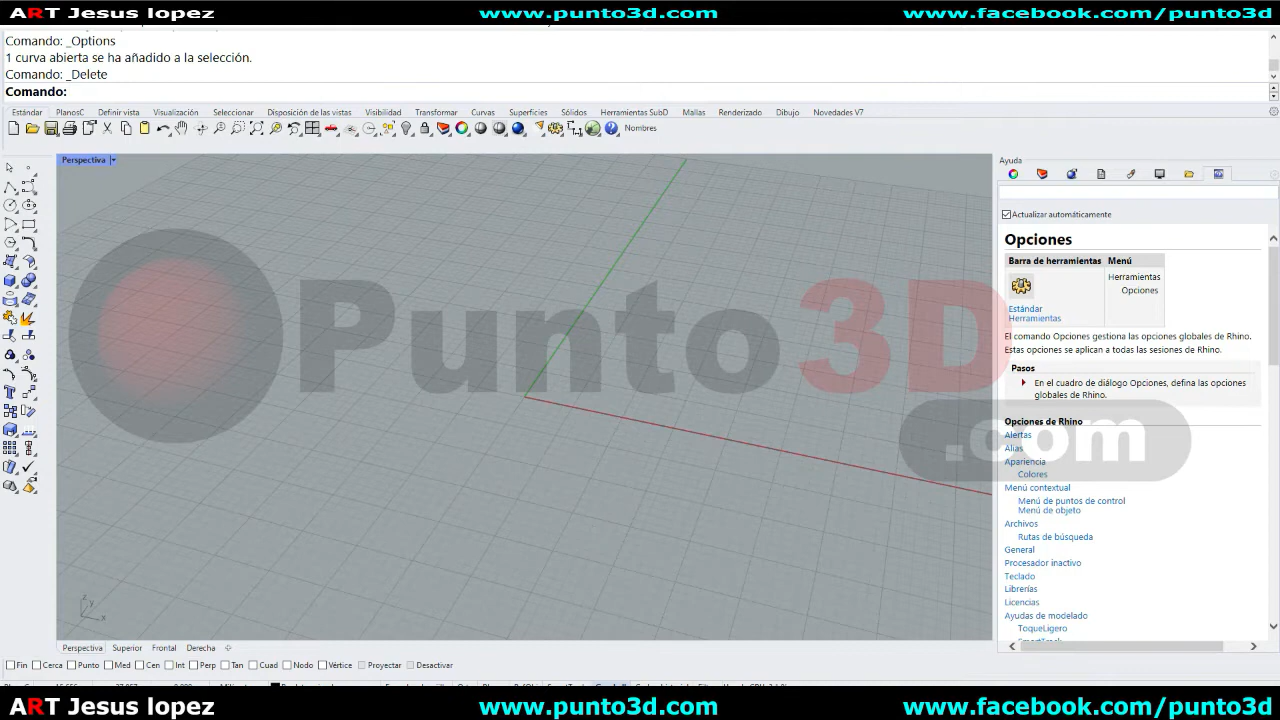 ART Jesus lopez www.punto3d.com www.facebook.com/punto3d
Comando: _Options
1 curva abierta se ha añadido a la selección.
Comando: _Delete
Comando:
Estándar PlanosC Definir vista Visualización Seleccionar Disposición de las vistas Visibilidad Transformar Curvas Superficies Sólidos Herramientas SubD Mallas Renderizado Dibujo Novedades V7
Nombres
Perspectiva
Ayuda
Actualizar automáticamente
Opciones
Barra de herramientas Menú
Herramientas
Opciones
Estándar
Herramientas
El comando Opciones gestiona las opciones globales de Rhino.
Estas opciones se aplican a todas las sesiones de Rhino.
Pasos
En el cuadro de diálogo Opciones, defina las opciones
globales de Rhino.
Opciones de Rhino
Alertas
Alias
Apariencia
Colores
Menú contextual
Menú de puntos de control
Menú de objeto
Archivos
Rutas de búsqueda
General
Procesador inactivo
Teclado
Librerías
Licencias
Ayudas de modelado
ToqueLigero
Punto3D
.com
z
y
x
Perspectiva Superior Frontal Derecha
Fin Cerca Punto Med Cen Int Perp Tan Cuad Nodo Vértice Proyectar Desactivar
ART Jesus lopez www.punto3d.com www.facebook.com/punto3d